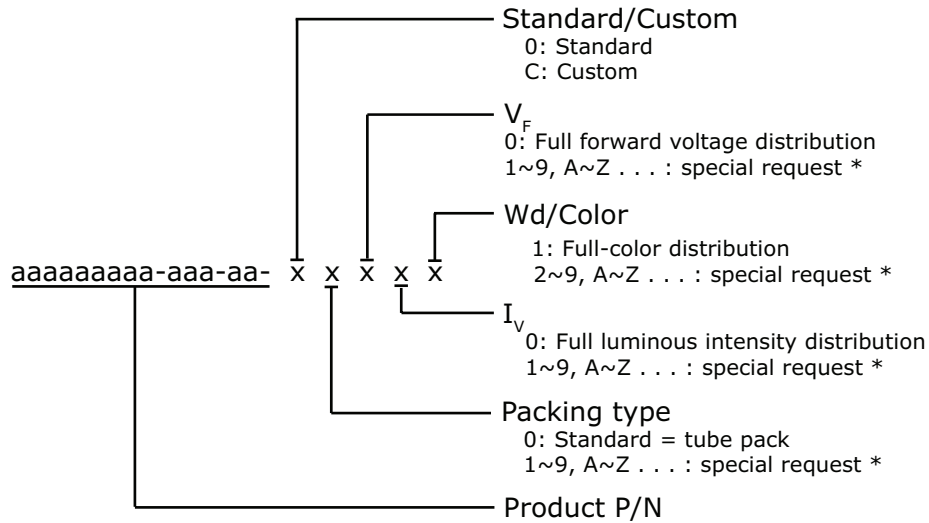 Standard/Custom
0: Standard
C: Custom
VF
0: Full forward voltage distribution
1~9, A~Z . . . : special request *
Wd/Color
1: Full-color distribution
2~9, A~Z . . . : special request *
aaaaaaaaa-aaa-aa- x x x x x
IV
0: Full luminous intensity distribution
1~9, A~Z . . . : special request *
Packing type
0: Standard = tube pack
1~9, A~Z . . . : special request *
Product P/N